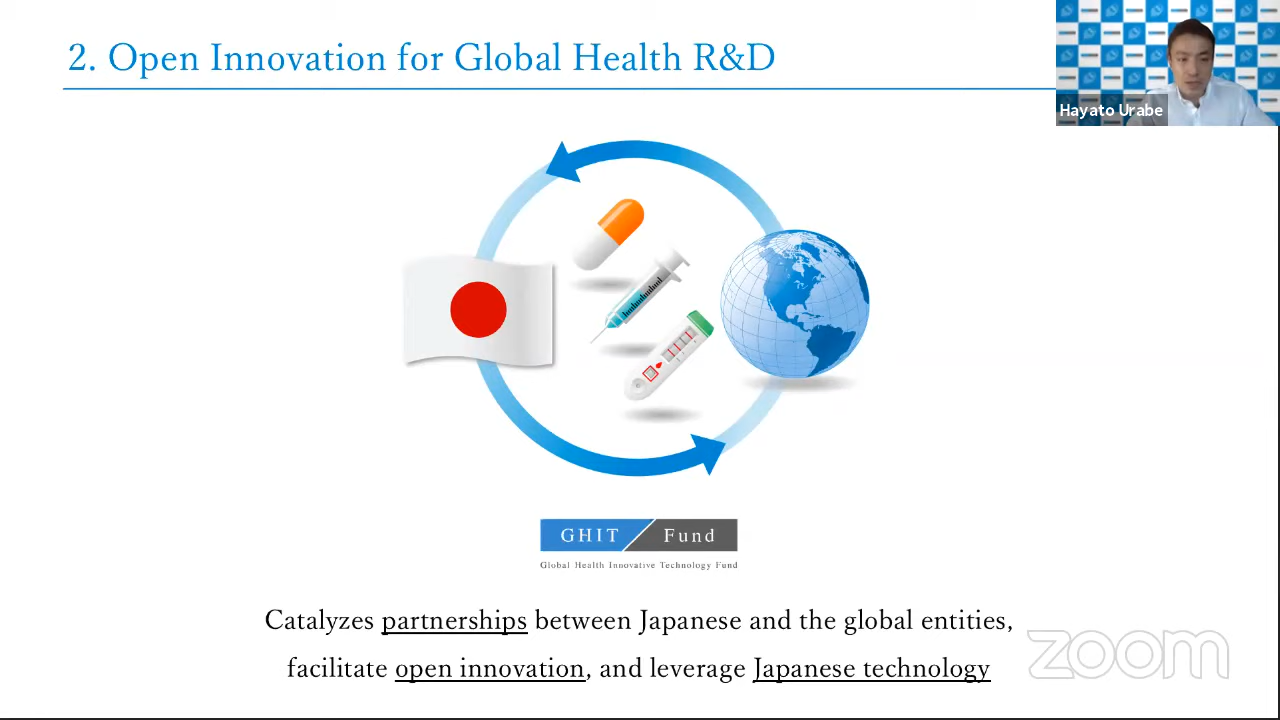 2. Open Innovation for Global Health R&D
Hayato Urabe
GHIT Fund
Global Health Innovative Technology Fund
Catalyzes partnerships between Japanese and the global entities,
facilitate open innovation, and leverage Japanese technology
zoom